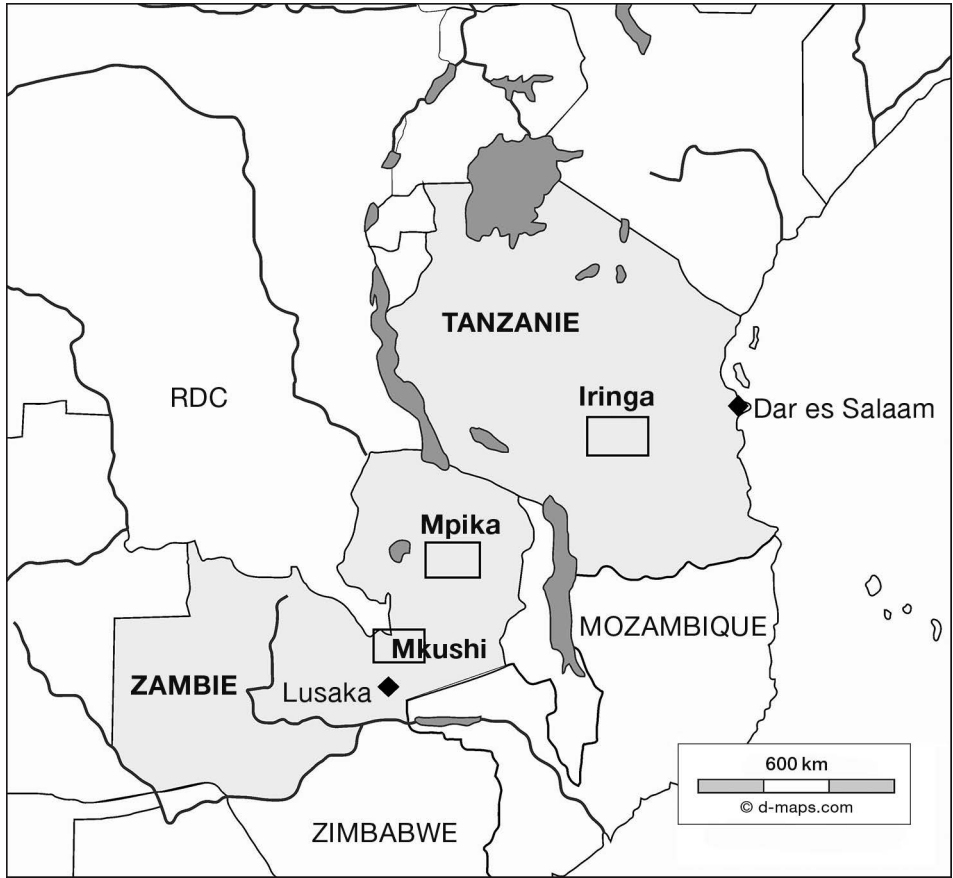 TANZANIE
Iringa
RDC
Dar es Salaam
Mpika
MOZAMBIQUE
Mkushi
ZAMBIE
Lusaka
600 km
© d-maps.com
ZIMBABWE